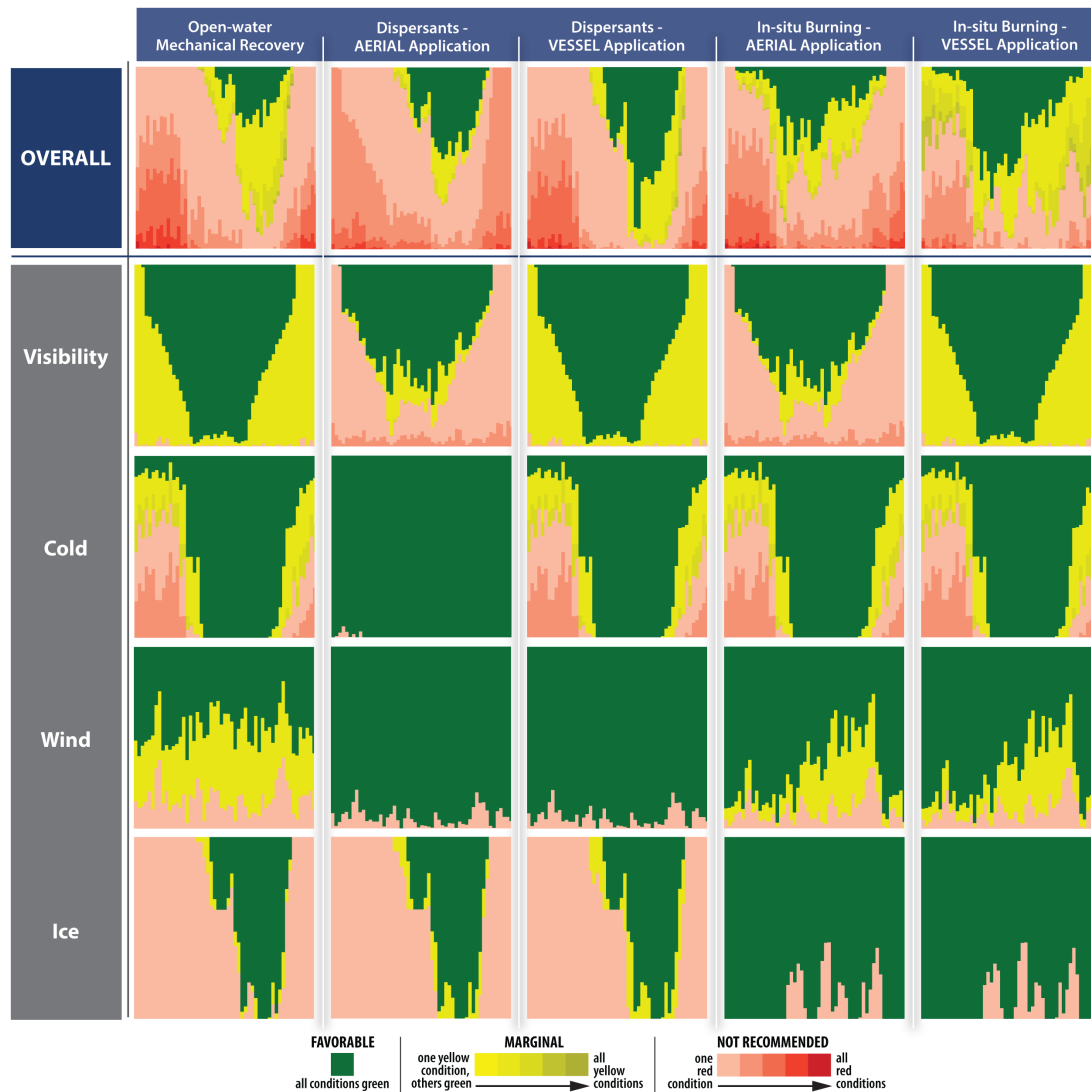 Open-water
Mechanical Recovery
Dispersants -
AERIAL Application
Dispersants -
VESSEL Application
In-situ Burning -
AERIAL Application
In-situ Burning -
VESSEL Application
OVERALL
Visibility
Cold
Wind
Ice
FAVORABLE
all conditions green
MARGINAL
one yellow
condition,
others green
all
yellow
conditions
NOT RECOMMENDED
one
red
condition
all
red
conditions